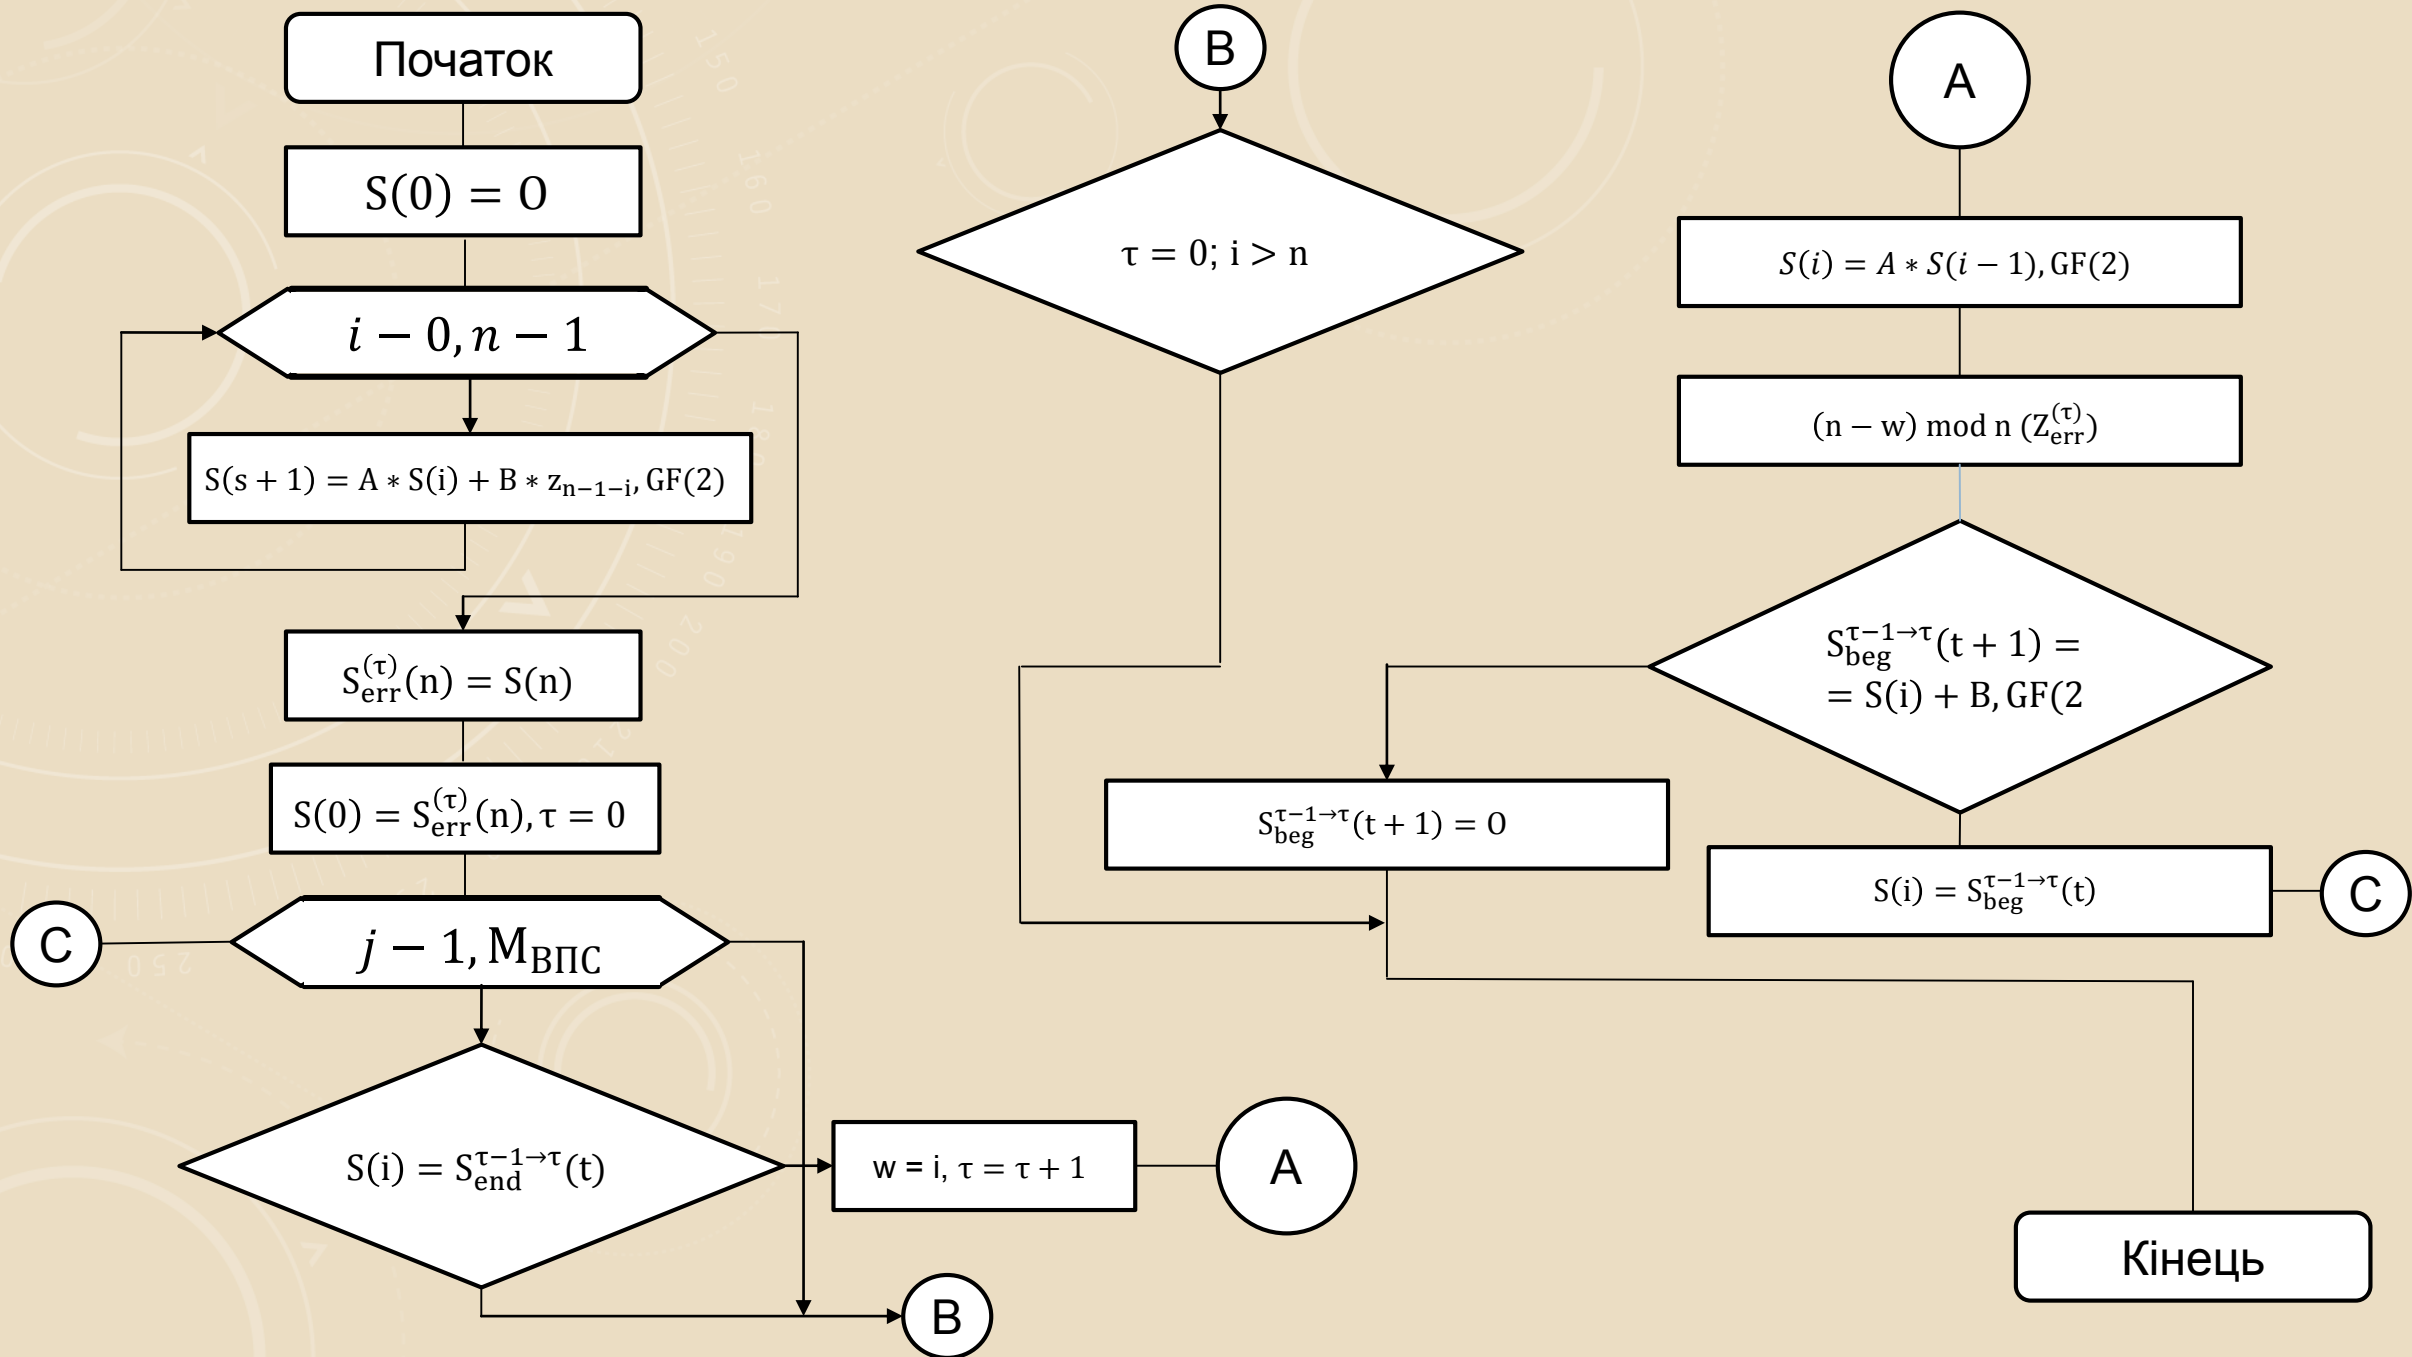 Початок
S(0) = O
i − 0, n − 1
S(s + 1) = A ∗ S(i) + B ∗ z_{n−1−i}, GF(2)
S_{err}^{(τ)}(n) = S(n)
S(0) = S_{err}^{(τ)}(n), τ = 0
C
j − 1, M_{ВПС}
S(i) = S_{end}^{τ−1→τ}(t)
w = i, τ = τ + 1
A
B
B
τ = 0; i > n
S_{beg}^{τ−1→τ}(t + 1) = O
A
S(i) = A ∗ S(i − 1), GF(2)
(n − w) mod n (Z_{err}^{(τ)})
S_{beg}^{τ−1→τ}(t + 1) =
= S(i) + B, GF(2
S(i) = S_{beg}^{τ−1→τ}(t)
C
Кінець